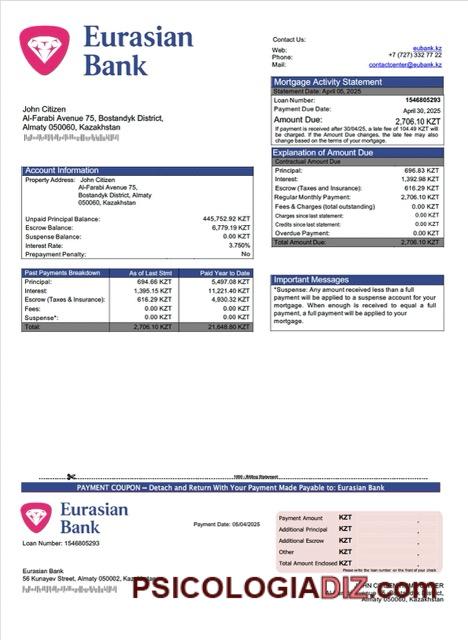 Eurasian
Bank
Contact Us:
Web: eubank.kz
Phone: +7 (727) 332 77 22
Mail: contactcenter@eubank.kz
Mortgage Activity Statement
Statement Date: April 05, 2025
Loan Number: 1546805293
Payment Due Date: April 30, 2025
Amount Due: 2,706.10 KZT
If payment is received after 30/04/25, a late fee of 104.49 KZT will
be charged. If the Amount Due changes, the late fee may also
change based on the terms of your mortgage.
John Citizen
Al-Farabi Avenue 75, Bostandyk District,
Almaty 050060, Kazakhstan
Explanation of Amount Due
Contractual Amount Due
Principal: 696.83 KZT
Interest: 1,392.98 KZT
Escrow (Taxes and Insurance): 616.29 KZT
Regular Monthly Payment: 2,706.10 KZT
Fees & Charges (total outstanding): 0.00 KZT
Charges since last statement: 0.00 KZT
Credits since last statement: 0.00 KZT
Overdue Payment: 0.00 KZT
Total Amount Due: 2,706.10 KZT
Account Information
Property Address: John Citizen
Al-Farabi Avenue 75,
Bostandyk District, Almaty
050060, Kazakhstan
Unpaid Principal Balance: 445,752.92 KZT
Escrow Balance: 6,779.19 KZT
Suspense Balance: 0.00 KZT
Interest Rate: 3.750%
Prepayment Penalty: No
Past Payments Breakdown As of Last Stmt Paid Year to Date
Principal: 694.66 KZT 5,497.08 KZT
Interest: 1,395.15 KZT 11,221.40 KZT
Escrow (Taxes & Insurance): 616.29 KZT 4,930.32 KZT
Fees: 0.00 KZT 0.00 KZT
Suspense*: 0.00 KZT 0.00 KZT
Total: 2,706.10 KZT 21,648.80 KZT
Important Messages
*Suspense: Any amount received less than a full
payment will be applied to a suspense account for your
mortgage. When enough is received to equal a full
payment, a full payment will be applied to your
mortgage.
PAYMENT COUPON – Detach and Return With Your Payment Made Payable to: Eurasian Bank
Eurasian
Bank
Payment Date: 05/04/2025
Loan Number: 1546805293
Payment Amount KZT
Additional Principal KZT
Additional Escrow KZT
Other KZT
Total Amount Enclosed KZT
Please write the loan number on the front of your check.
Eurasian Bank
56 Kunayev Street, Almaty 050002, Kazakhstan
Almaty 050060, Kazakhstan
PSICOLOGIADIZ.com